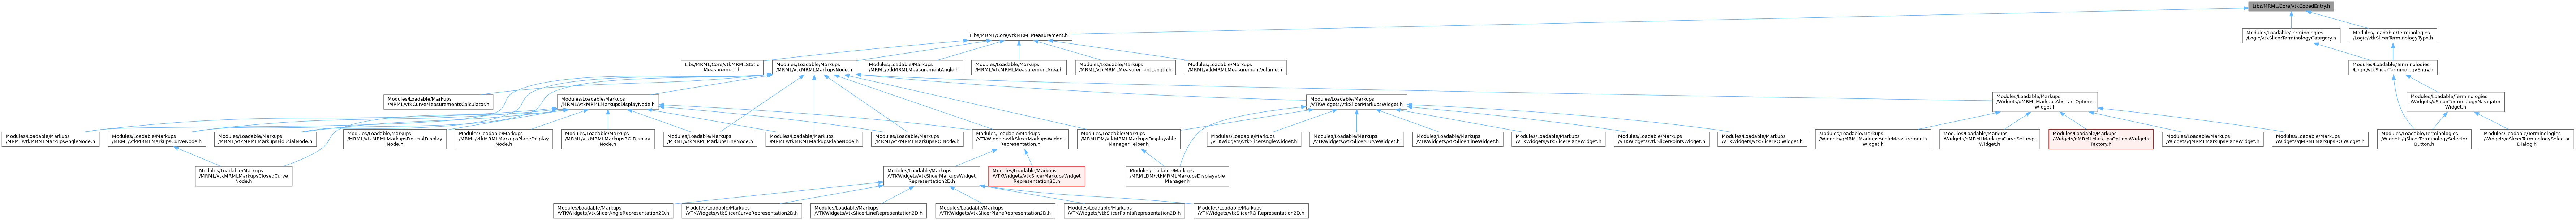 Libs/MRML/Core/vtkCodedEntry.h
Libs/MRML/Core/vtkMRMLMeasurement.h
Modules/Loadable/Terminologies
/Logic/vtkSlicerTerminologyCategory.h
Modules/Loadable/Terminologies
/Logic/vtkSlicerTerminologyType.h
Libs/MRML/Core/vtkMRMLStatic
Measurement.h
Modules/Loadable/Markups
/MRML/vtkMRMLMarkupsNode.h
Modules/Loadable/Markups
/MRML/vtkMRMLMeasurementAngle.h
Modules/Loadable/Markups
/MRML/vtkMRMLMeasurementArea.h
Modules/Loadable/Markups
/MRML/vtkMRMLMeasurementLength.h
Modules/Loadable/Markups
/MRML/vtkMRMLMeasurementVolume.h
Modules/Loadable/Terminologies
/Logic/vtkSlicerTerminologyEntry.h
Modules/Loadable/Markups
/MRML/vtkCurveMeasurementsCalculator.h
Modules/Loadable/Markups
/MRML/vtkMRMLMarkupsDisplayNode.h
Modules/Loadable/Markups
/VTKWidgets/vtkSlicerMarkupsWidget.h
Modules/Loadable/Markups
/Widgets/qMRMLMarkupsAbstractOptions
Widget.h
Modules/Loadable/Terminologies
/Widgets/qSlicerTerminologyNavigator
Widget.h
Modules/Loadable/Markups
/MRML/vtkMRMLMarkupsAngleNode.h
Modules/Loadable/Markups
/MRML/vtkMRMLMarkupsCurveNode.h
Modules/Loadable/Markups
/MRML/vtkMRMLMarkupsFiducialNode.h
Modules/Loadable/Markups
/MRML/vtkMRMLMarkupsFiducialDisplay
Node.h
Modules/Loadable/Markups
/MRML/vtkMRMLMarkupsPlaneDisplay
Node.h
Modules/Loadable/Markups
/MRML/vtkMRMLMarkupsROIDisplay
Node.h
Modules/Loadable/Markups
/MRML/vtkMRMLMarkupsLineNode.h
Modules/Loadable/Markups
/MRML/vtkMRMLMarkupsPlaneNode.h
Modules/Loadable/Markups
/MRML/vtkMRMLMarkupsROINode.h
Modules/Loadable/Markups
/VTKWidgets/vtkSlicerMarkupsWidget
Representation.h
Modules/Loadable/Markups
/MRMLDM/vtkMRMLMarkupsDisplayable
ManagerHelper.h
Modules/Loadable/Markups
/VTKWidgets/vtkSlicerAngleWidget.h
Modules/Loadable/Markups
/VTKWidgets/vtkSlicerCurveWidget.h
Modules/Loadable/Markups
/VTKWidgets/vtkSlicerLineWidget.h
Modules/Loadable/Markups
/VTKWidgets/vtkSlicerPlaneWidget.h
Modules/Loadable/Markups
/VTKWidgets/vtkSlicerPointsWidget.h
Modules/Loadable/Markups
/VTKWidgets/vtkSlicerROIWidget.h
Modules/Loadable/Markups
/Widgets/qMRMLMarkupsAngleMeasurements
Widget.h
Modules/Loadable/Markups
/Widgets/qMRMLMarkupsCurveSettings
Widget.h
Modules/Loadable/Markups
/Widgets/qMRMLMarkupsOptionsWidgets
Factory.h
Modules/Loadable/Markups
/Widgets/qMRMLMarkupsPlaneWidget.h
Modules/Loadable/Markups
/Widgets/qMRMLMarkupsROIWidget.h
Modules/Loadable/Terminologies
/Widgets/qSlicerTerminologySelector
Button.h
Modules/Loadable/Terminologies
/Widgets/qSlicerTerminologySelector
Dialog.h
Modules/Loadable/Markups
/MRML/vtkMRMLMarkupsClosedCurve
Node.h
Modules/Loadable/Markups
/VTKWidgets/vtkSlicerMarkupsWidget
Representation2D.h
Modules/Loadable/Markups
/VTKWidgets/vtkSlicerMarkupsWidget
Representation3D.h
Modules/Loadable/Markups
/MRMLDM/vtkMRMLMarkupsDisplayable
Manager.h
Modules/Loadable/Markups
/VTKWidgets/vtkSlicerAngleRepresentation2D.h
Modules/Loadable/Markups
/VTKWidgets/vtkSlicerCurveRepresentation2D.h
Modules/Loadable/Markups
/VTKWidgets/vtkSlicerLineRepresentation2D.h
Modules/Loadable/Markups
/VTKWidgets/vtkSlicerPlaneRepresentation2D.h
Modules/Loadable/Markups
/VTKWidgets/vtkSlicerPointsRepresentation2D.h
Modules/Loadable/Markups
/VTKWidgets/vtkSlicerROIRepresentation2D.h